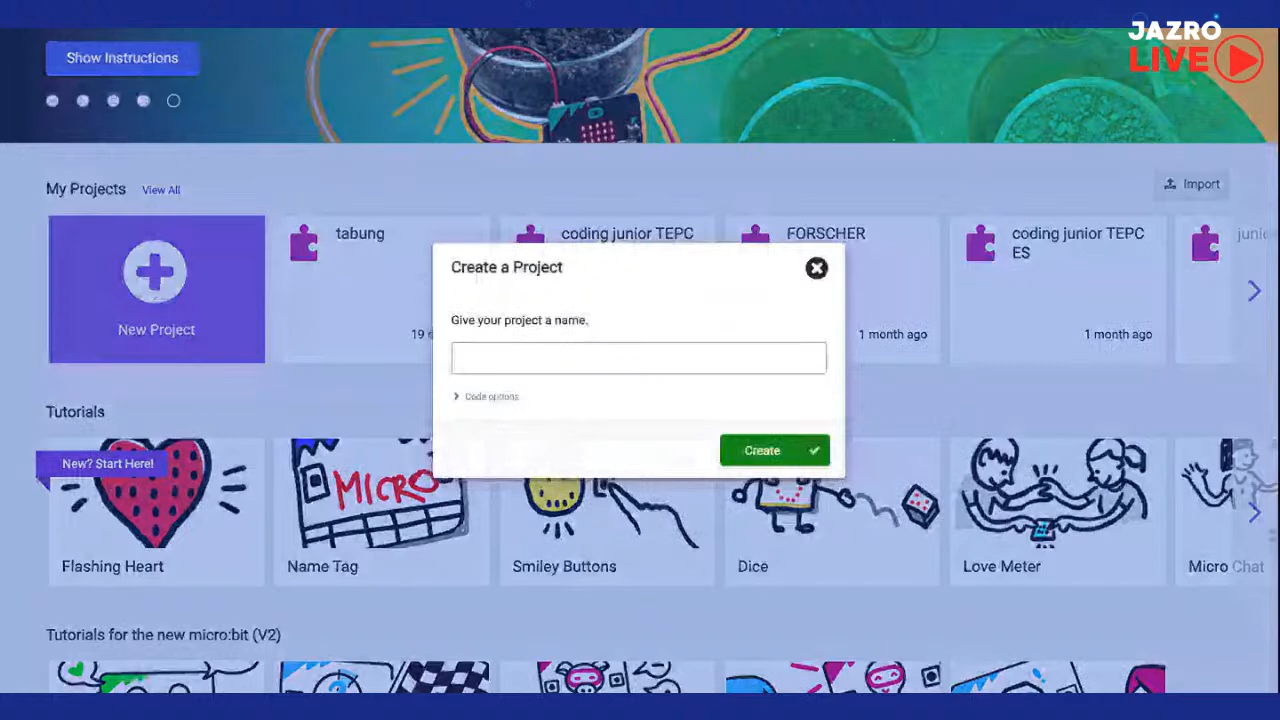 JAZRO
LIVE
Show Instructions
My Projects View All
Import
New Project
tabung
19
coding junior TEPC
FORSCHER
1 month ago
coding junior TEPC
ES
1 month ago
Create a Project
Give your project a name.
Code options
Create
Tutorials
New? Start Here!
MICRO
Flashing Heart
Name Tag
Smiley Buttons
Dice
Love Meter
Micro Chat
Tutorials for the new micro:bit (V2)